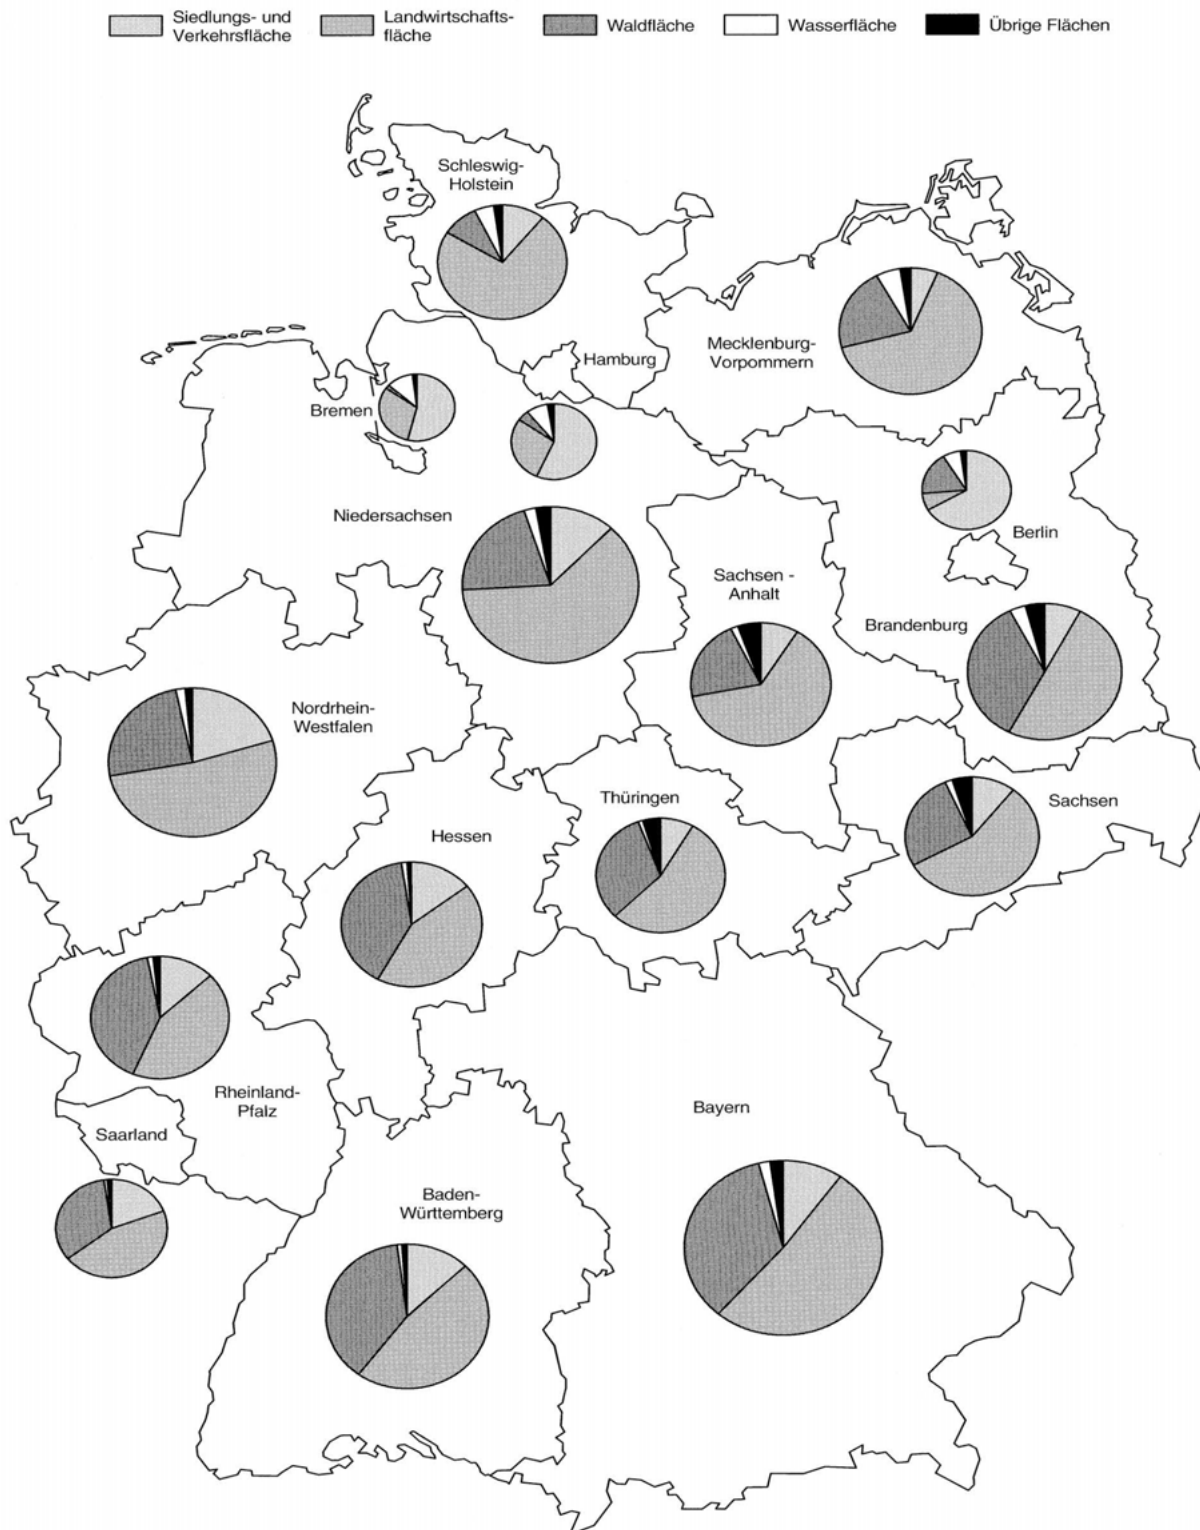 Siedlungs- und
Verkehrsfläche
Landwirtschafts-
fläche
Waldfläche
Wasserfläche
Übrige Flächen
Schleswig-
Holstein
Mecklenburg-
Vorpommern
Hamburg
Bremen
Niedersachsen
Berlin
Sachsen -
Anhalt
Brandenburg
Nordrhein-
Westfalen
Thüringen
Sachsen
Hessen
Rheinland-
Pfalz
Saarland
Bayern
Baden-
Württemberg